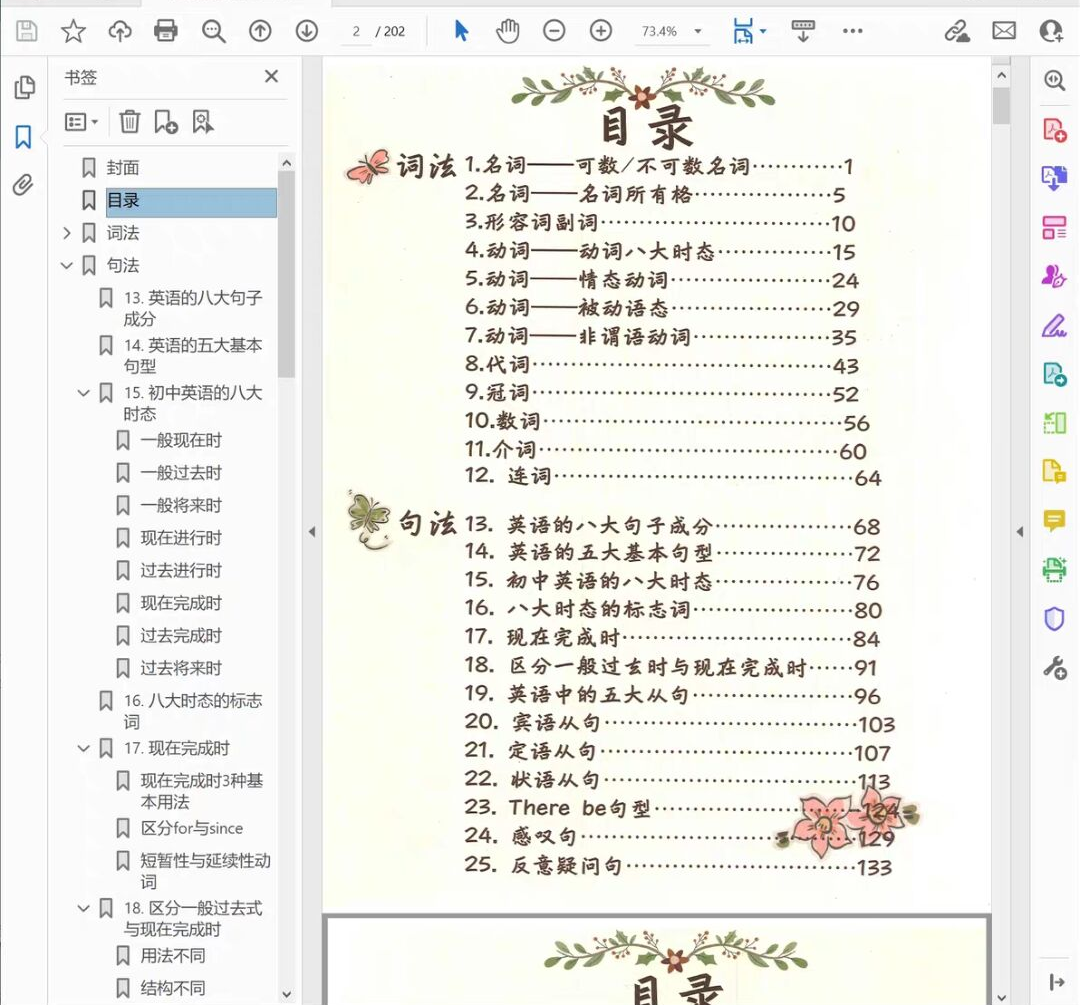 2 / 202
73.4%
书签
封面
目录
词法
句法
13. 英语的八大句子
成分
14. 英语的五大基本
句型
15. 初中英语的八大
时态
一般现在时
一般过去时
一般将来时
现在进行时
过去进行时
现在完成时
过去完成时
过去将来时
16. 八大时态的标志
词
17. 现在完成时
现在完成时3种基
本用法
区分for与since
短暂性与延续性动
词
18. 区分一般过去式
与现在完成时
用法不同
结构不同
目录
词法 1.名词——可数/不可数名词············1
2.名词——名词所有格··················5
3.形容词副词······························10
4.动词——动词八大时态···············15
5.动词——情态动词·····················24
6.动词——被动语态·····················29
7.动词——非谓语动词··················35
8.代词·······································43
9.冠词·······································52
10.数词·······································56
11.介词·······································60
12. 连词·······································64
句法 13. 英语的八大句子成分··················68
14. 英语的五大基本句型··················72
15. 初中英语的八大时态··················76
16. 八大时态的标志词·····················80
17. 现在完成时······························84
18. 区分一般过去时与现在完成时······91
19. 英语中的五大从句·····················96
20. 宾语从句·································103
21. 定语从句·································107
22. 状语从句·································113
23. There be句型···························124
24. 感叹句····································129
25. 反意疑问句······························133
目录